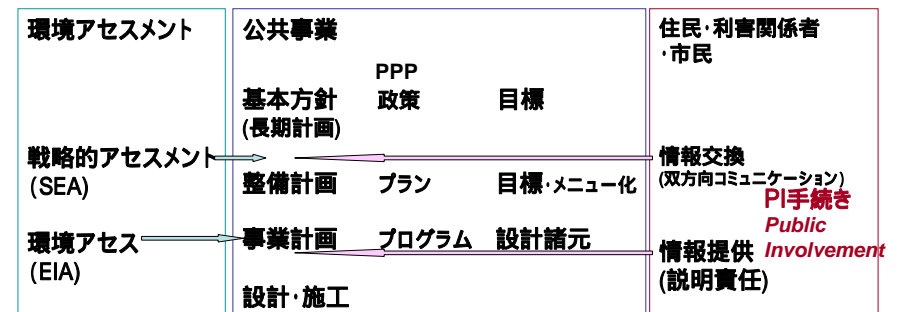 環境アセスメント
戦略的アセスメント
(SEA)
環境アセス
(EIA)
公共事業
PPP
基本方針 政策 目標
(長期計画)
整備計画 プラン 目標・メニュー化
事業計画 プログラム 設計諸元
設計・施工
住民・利害関係者
・市民
情報交換
(双方向コミュニケーション)
PI手続き
Public
Involvement
情報提供
(説明責任)